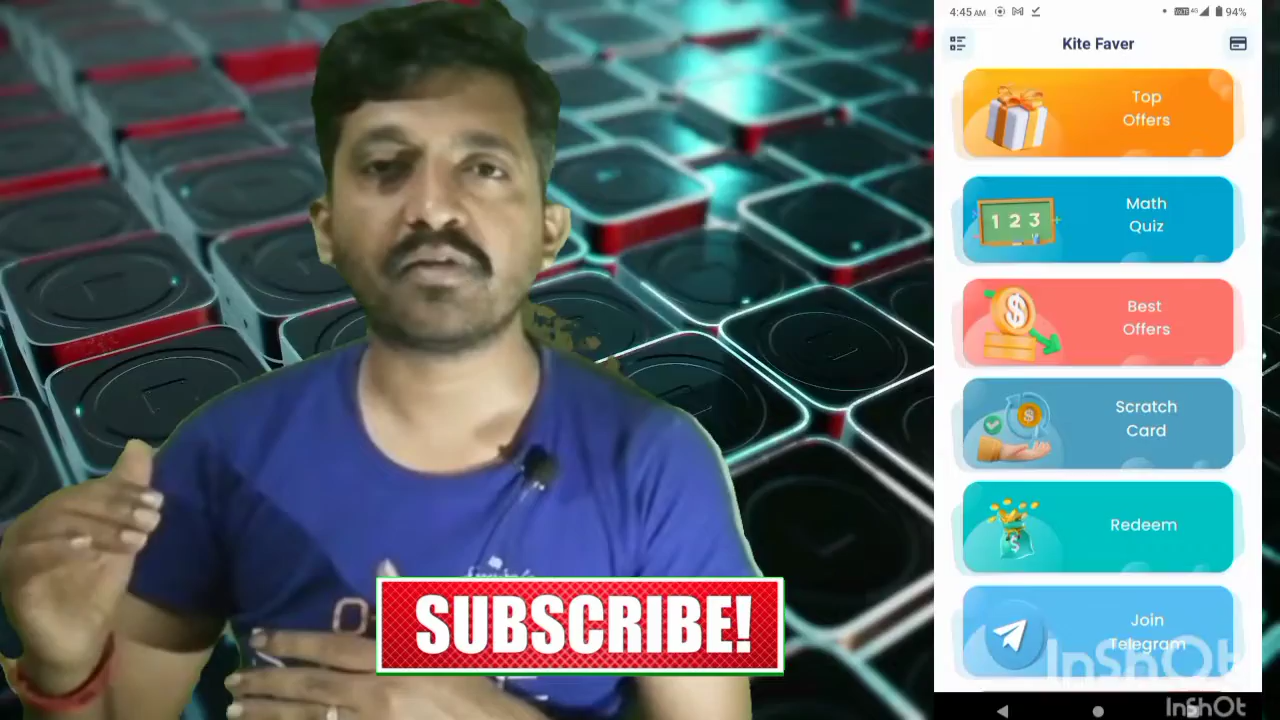 4:45 AM
94%
Kite Faver
Top
Offers
1 2 3
Math
Quiz
Best
Offers
Scratch
Card
Redeem
Join
Telegram
SUBSCRIBE!
InShOt
InShOt